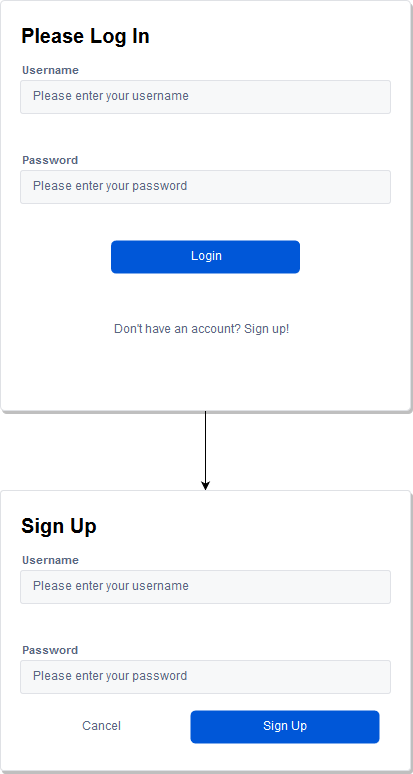 Please Log In
Username
Please enter your username
Password
Please enter your password
Login
Don't have an account? Sign up!
Sign Up
Username
Please enter your username
Password
Please enter your password
Cancel
Sign Up